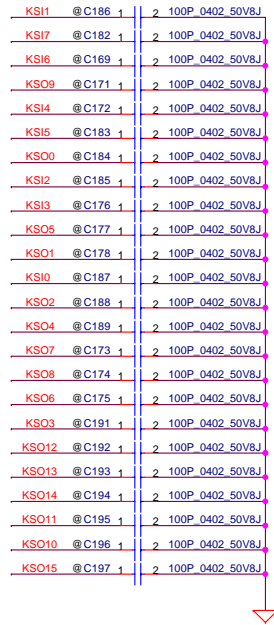 KSI1 @C186 1 2 100P_0402_50V8J
KSI7 @C182 1 2 100P_0402_50V8J
KSI6 @C169 1 2 100P_0402_50V8J
KSO9 @C171 1 2 100P_0402_50V8J
KSI4 @C172 1 2 100P_0402_50V8J
KSI5 @C183 1 2 100P_0402_50V8J
KSO0 @C184 1 2 100P_0402_50V8J
KSI2 @C185 1 2 100P_0402_50V8J
KSI3 @C176 1 2 100P_0402_50V8J
KSO5 @C177 1 2 100P_0402_50V8J
KSO1 @C178 1 2 100P_0402_50V8J
KSI0 @C187 1 2 100P_0402_50V8J
KSO2 @C188 1 2 100P_0402_50V8J
KSO4 @C189 1 2 100P_0402_50V8J
KSO7 @C173 1 2 100P_0402_50V8J
KSO8 @C174 1 2 100P_0402_50V8J
KSO6 @C175 1 2 100P_0402_50V8J
KSO3 @C191 1 2 100P_0402_50V8J
KSO12 @C192 1 2 100P_0402_50V8J
KSO13 @C193 1 2 100P_0402_50V8J
KSO14 @C194 1 2 100P_0402_50V8J
KSO11 @C195 1 2 100P_0402_50V8J
KSO10 @C196 1 2 100P_0402_50V8J
KSO15 @C197 1 2 100P_0402_50V8J